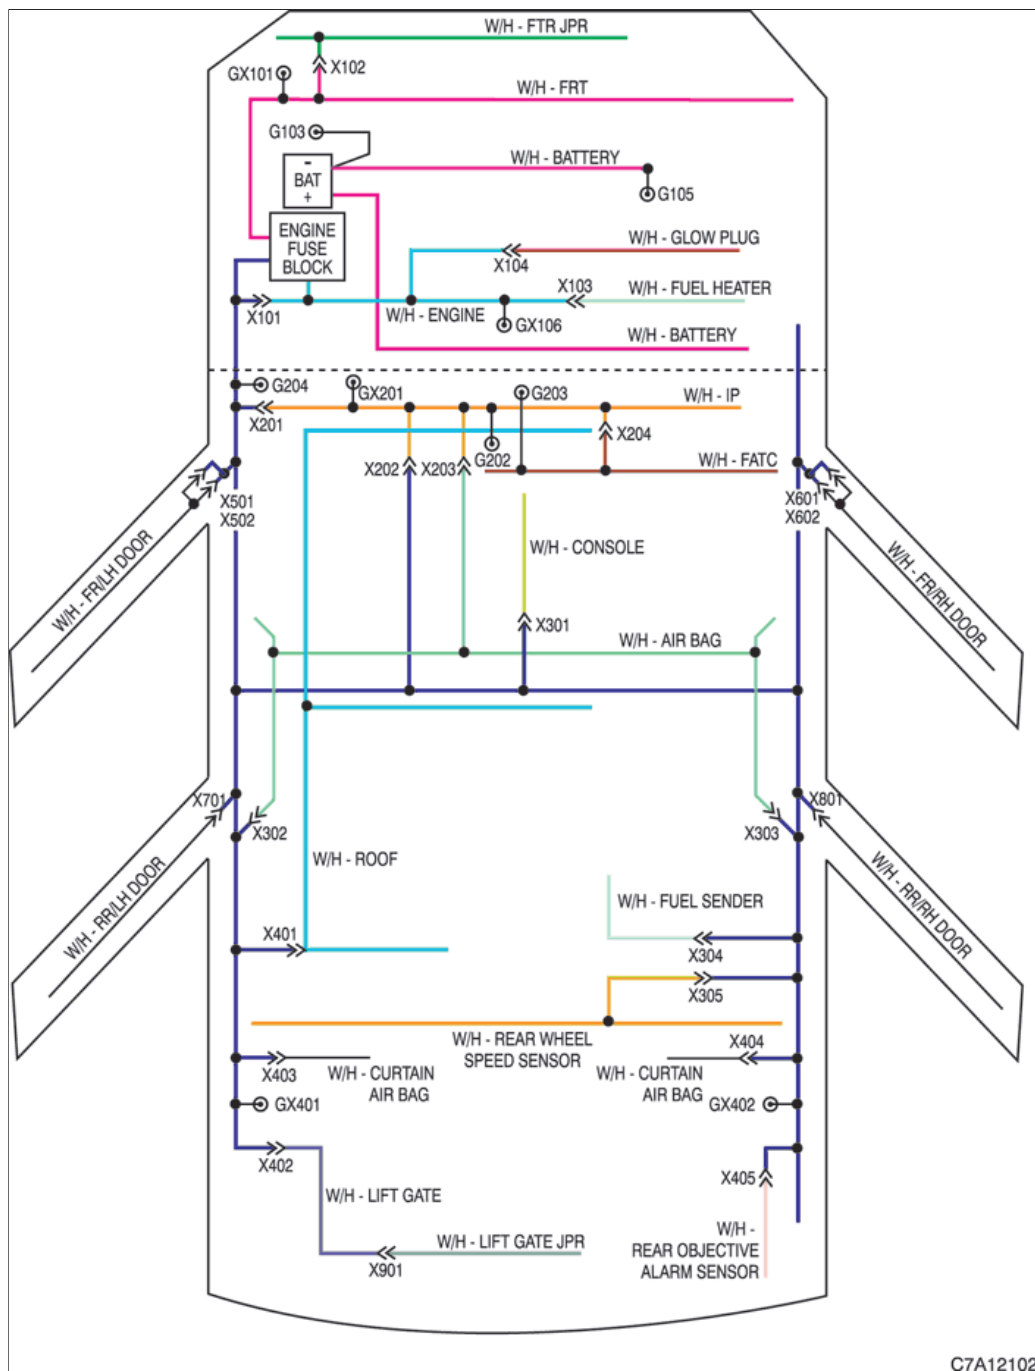 W/H - FTR JPR
GX101
X102
W/H - FRT
G103
W/H - BATTERY
-
BAT
+
G105
ENGINE
FUSE
BLOCK
W/H - GLOW PLUG
X104
X103
W/H - FUEL HEATER
X101
W/H - ENGINE
GX106
W/H - BATTERY
G204
GX201
G203
W/H - IP
X201
X204
X202
X203
G202
W/H - FATC
X501
X502
X601
X602
W/H - FR/LH DOOR
W/H - CONSOLE
W/H - FR/RH DOOR
X301
W/H - AIR BAG
X701
X801
X302
X303
W/H - ROOF
W/H - RR/LH DOOR
W/H - FUEL SENDER
W/H - RR/RH DOOR
X401
X304
X305
W/H - REAR WHEEL
SPEED SENSOR
X404
X403
W/H - CURTAIN
AIR BAG
W/H - CURTAIN
AIR BAG
GX401
GX402
X402
X405
W/H - LIFT GATE
W/H - LIFT GATE JPR
X901
W/H -
REAR OBJECTIVE
ALARM SENSOR
C7A12102